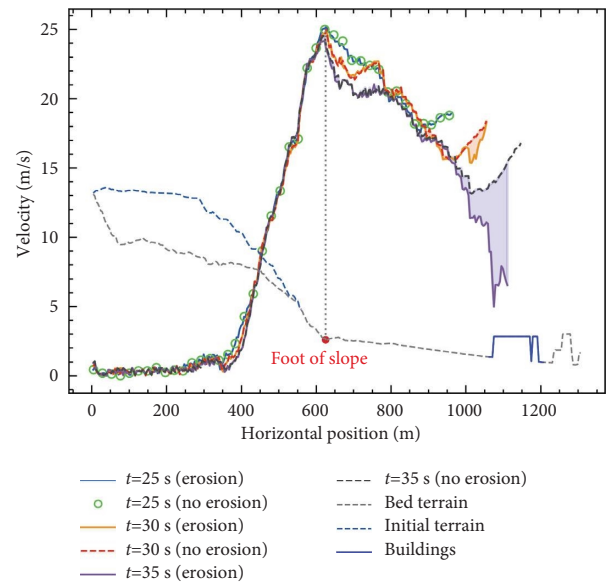 25
20
15
10
5
0
Velocity (m/s)
Foot of slope
0
200
400
600
800
1000
1200
Horizontal position (m)
t=25 s (erosion)
t=25 s (no erosion)
t=30 s (erosion)
t=30 s (no erosion)
t=35 s (erosion)
t=35 s (no erosion)
Bed terrain
Initial terrain
Buildings